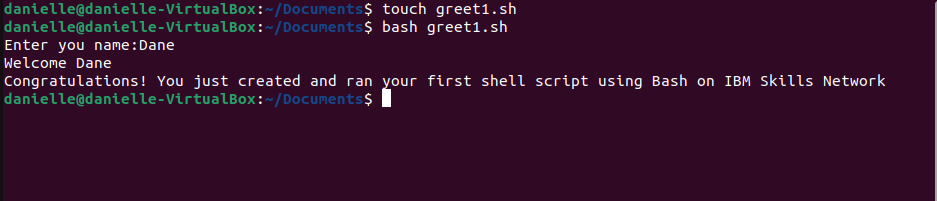 danielle@danielle-VirtualBox:~/Documents$ touch greet1.sh
danielle@danielle-VirtualBox:~/Documents$ bash greet1.sh
Enter you name:Dane
Welcome Dane
Congratulations! You just created and ran your first shell script using Bash on IBM Skills Network
danielle@danielle-VirtualBox:~/Documents$